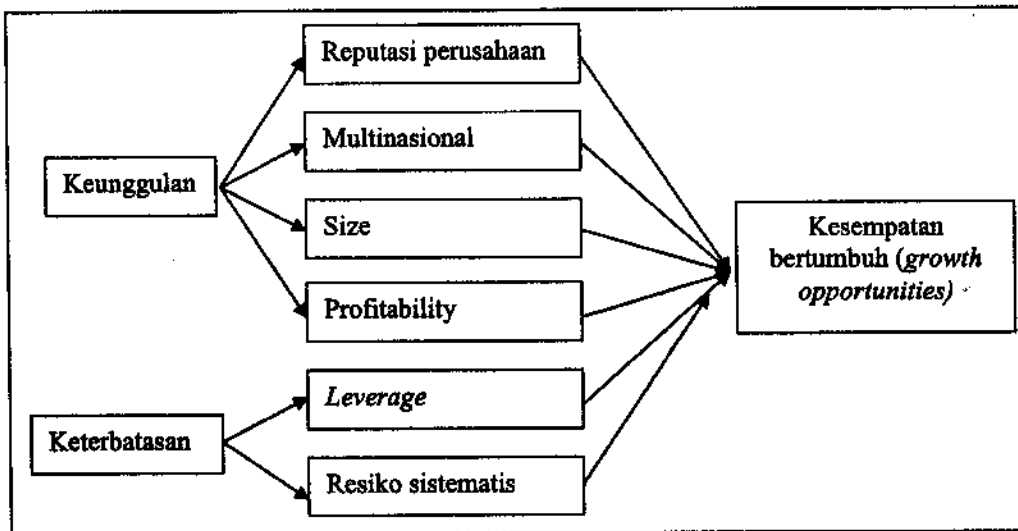 Reputasi perusahaan
Multinasional
Keunggulan
Size
Kesempatan
bertumbuh (growth
opportunities)
Profitability
Leverage
Keterbatasan
Resiko sistematis